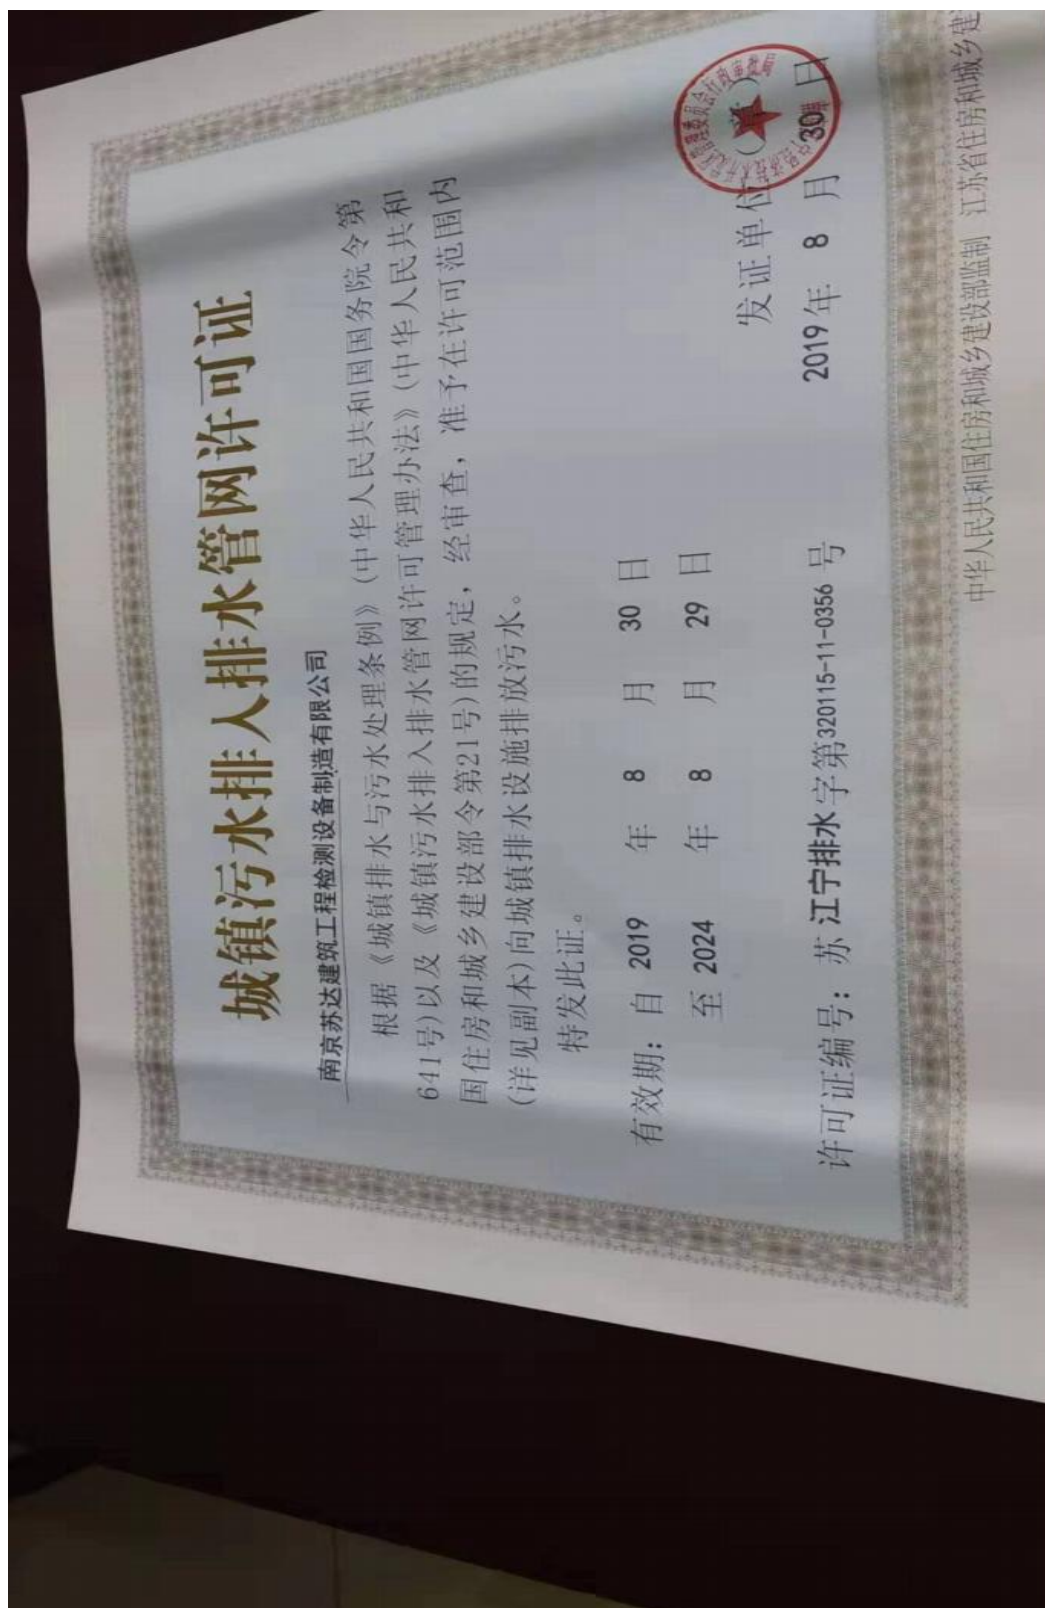 城镇污水排入排水管网许可证
南京苏达建筑工程检测设备制造有限公司
根据《城镇排水与污水处理条例》(中华人民共和国国务院令第
641号)以及《城镇污水排入排水管网许可管理办法》(中华人民共和
国住房和城乡建设部令第21号)的规定，经审查，准予在许可范围内
(详见副本)向城镇排水设施排放污水。
特发此证。
有效期：自 2019 年 8 月 30 日
至 2024 年 8 月 29 日
发证单位（章）
许可证编号：苏 江宁排水 字第320115-11-0356 号
2019 年 8 月 30 日
中华人民共和国住房和城乡建设部监制 江苏省住房和城乡建